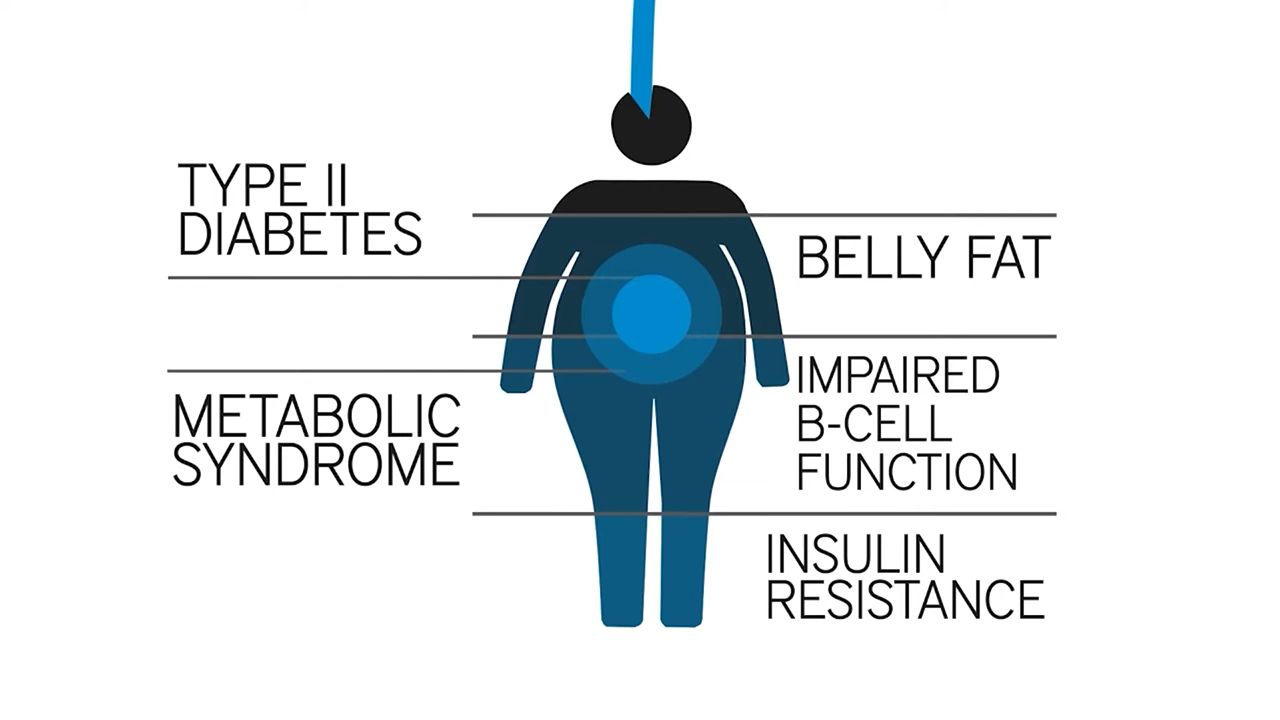 TYPE II
DIABETES
METABOLIC
SYNDROME
BELLY FAT
IMPAIRED
B-CELL
FUNCTION
INSULIN
RESISTANCE